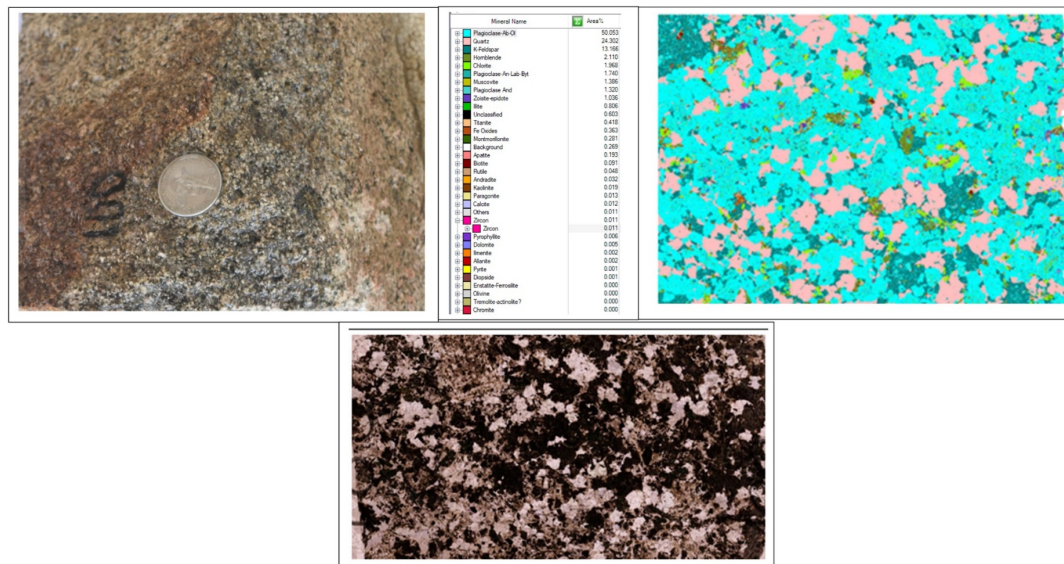 Mineral Name Area%
Plagioclase-Ab-Ol 50.053
Quartz 24.302
K-Feldspar 13.166
Hornblende 2.110
Chlorite 1.968
Plagioclase-An-Lab-Byt 1.740
Muscovite 1.386
Plagioclase And 1.320
Zoisite-epidote 1.036
Illite 0.806
Unclassified 0.603
Titanite 0.418
Fe Oxides 0.363
Montmorillonite 0.281
Background 0.269
Apatite 0.193
Biotite 0.091
Rutile 0.048
Andradite 0.032
Kaolinite 0.019
Paragonite 0.013
Calcite 0.012
Others 0.011
Zircon 0.011
Zircon 0.011
Pyrophyllite 0.006
Dolomite 0.005
Ilmenite 0.002
Allanite 0.002
Pyrite 0.001
Diopside 0.001
Enstatite-Ferrosilite 0.000
Olivine 0.000
Tremolite-actinolite? 0.000
Chromite 0.000